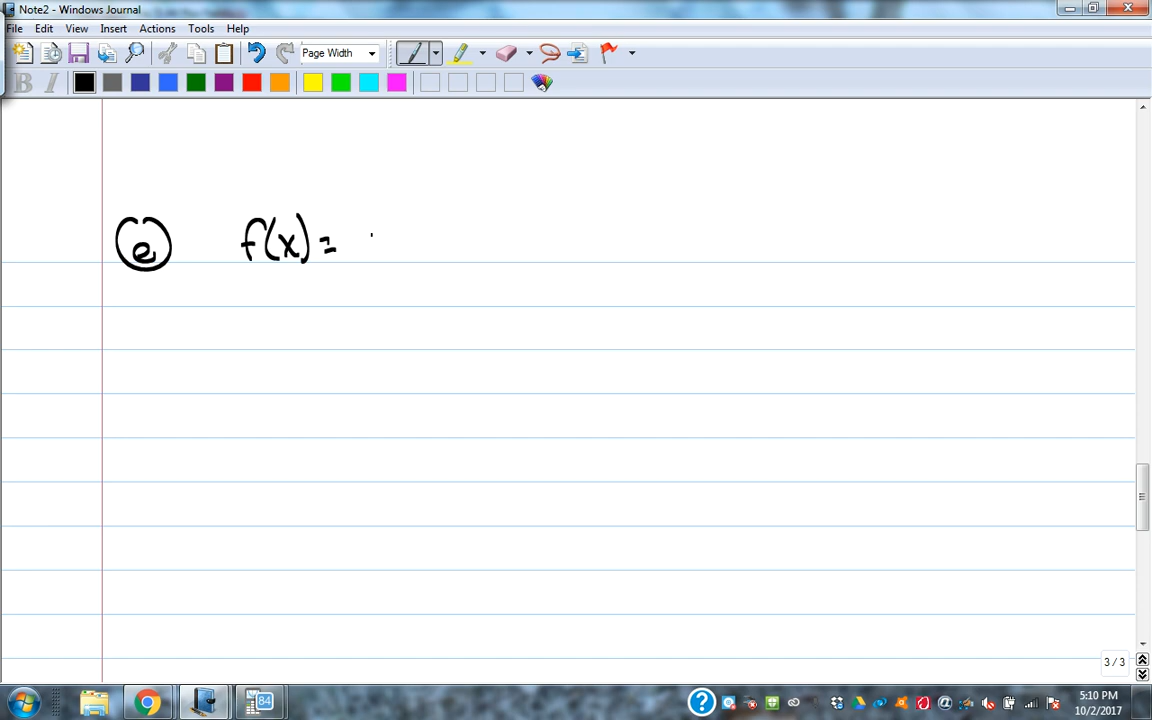 Note2 - Windows Journal
File Edit View Insert Actions Tools Help
Page Width
B I
(e) f(x) =
3 / 3
84
5:10 PM
10/2/2017